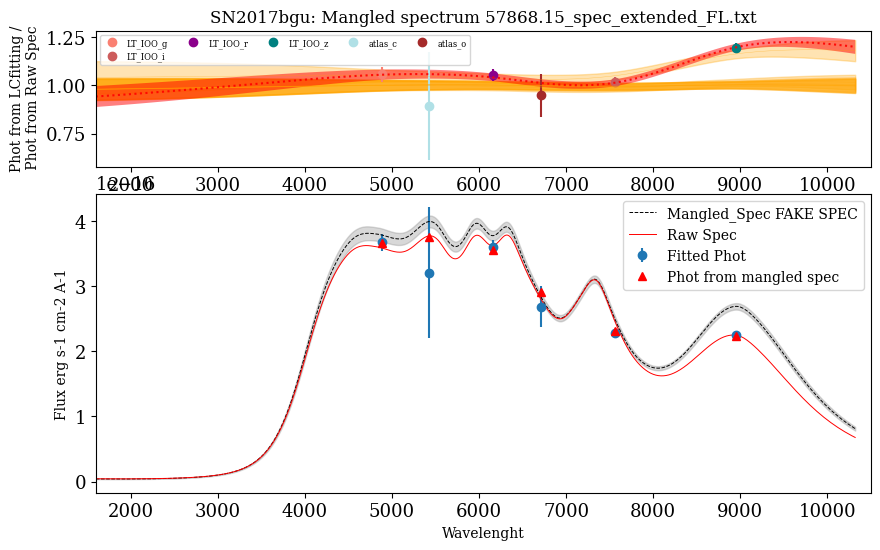 SN2017bgu: Mangled spectrum 57868.15_spec_extended_FL.txt
Phot from LCfitting /
Phot from Raw Spec
1.25
1.00
0.75
LT_IOO_g
LT_IOO_r
LT_IOO_z
atlas_c
atlas_o
LT_IOO_i
2000 3000 4000 5000 6000 7000 8000 9000 10000
Flux erg s-1 cm-2 A-1
4
3
2
1
0
Mangled_Spec FAKE SPEC
Raw Spec
Fitted Phot
Phot from mangled spec
2000 3000 4000 5000 6000 7000 8000 9000 10000
Wavelenght